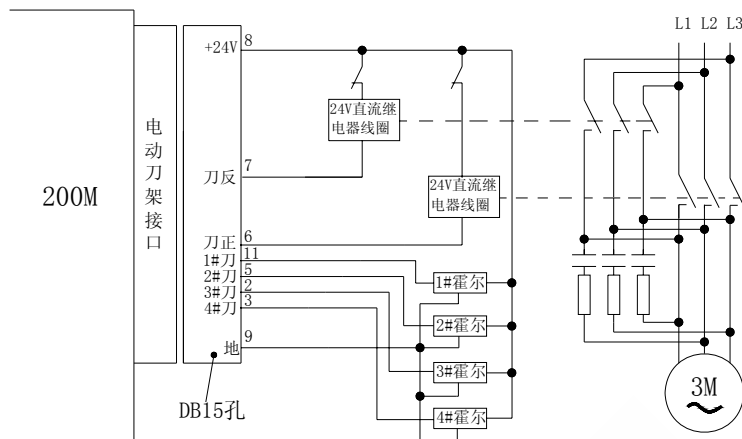 L1 L2 L3
+24V
8
24V直流继
电器线圈
电动刀架接口
200M
刀反
7
24V直流继
电器线圈
刀正
6
1#刀
11
2#刀
5
3#刀
2
4#刀
3
1#霍尔
2#霍尔
地
9
3#霍尔
4#霍尔
DB15孔
3M